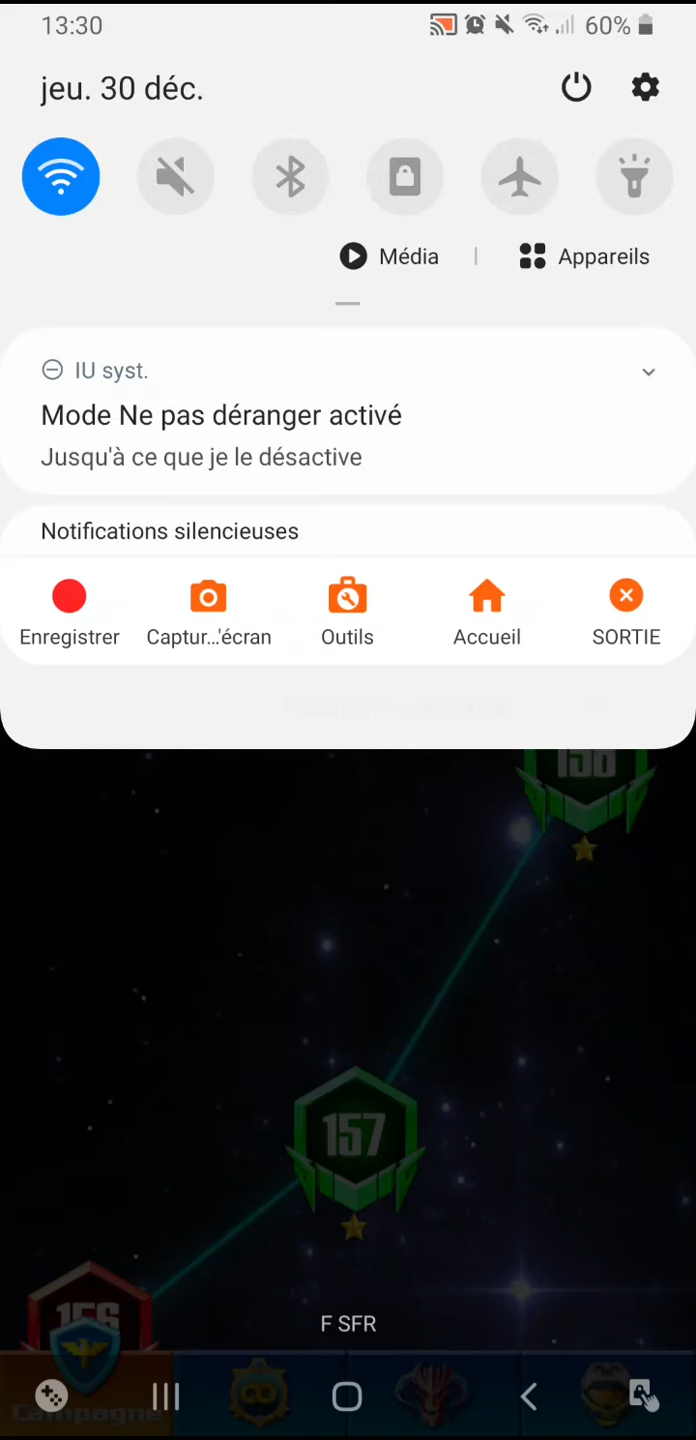 13:30
60%
jeu. 30 déc.
Média | Appareils
IU syst.
Mode Ne pas déranger activé
Jusqu'à ce que je le désactive
Notifications silencieuses
Enregistrer
Captur...'écran
Outils
Accueil
SORTIE
158
157
156
F SFR
Campagne